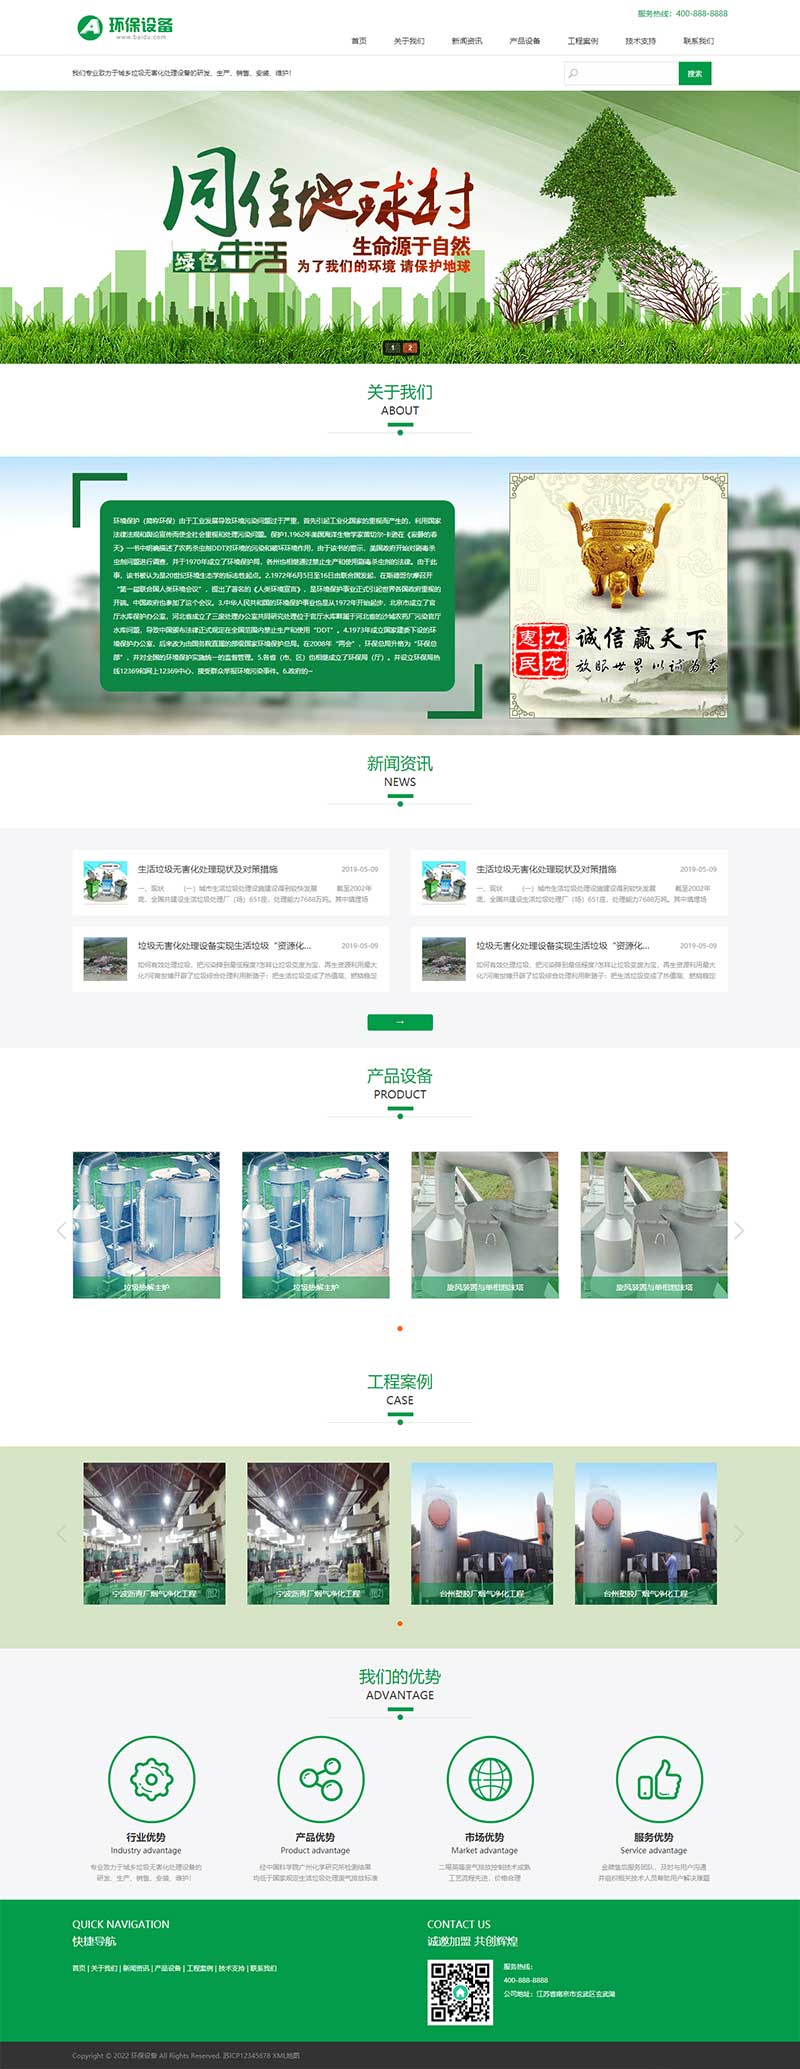 服务热线：400-888-8888
环保设备
www.baidu.com
首页 关于我们 新闻资讯 产品设备 工程案例 技术支持 联系我们
我们专业致力于城乡垃圾无害化处理设备的研发、生产、销售、安装、维护！
搜索
同住地球村
绿色生活
生命源于自然
为了我们的环境 请保护地球
1 2
关于我们
ABOUT
环境保护（简称环保）由于工业发展导致环境污染问题过于严重，首先引起工业化国家的重视而产生的，利用国家
法律法规和舆论宣传而使全社会重视和处理污染问题。保护1.1962年美国海洋生物学家蕾切尔·卡逊在《寂静的春
天》一书中明确描述了农药杀虫剂DDT对环境的污染和破坏环境作用，由于该书的警示，美国政府开始对剧毒杀
虫剂问题进行调查，并于1970年成立了环境保护局，各州也相继通过禁止生产和使用剧毒杀虫剂的法律。由于此
事，该书被认为是20世纪环境生态学的标志性起点。2.1972年6月5日至16日由联合国发起，在斯德哥尔摩召开
“第一届联合国人类环境会议”，提出了著名的《人类环境宣言》，是环境保护事业正式引起世界各国政府重视的
开端。中国政府也参加了这个会议。3.中华人民共和国的环境保护事业也是从1972年开始起步，北京市成立了官
厅水库保护办公室，河北省成立了三废处理办公室共同研究处理位于官厅水库畔属于河北省的沙城农药厂污染官厅
水库问题，导致中国颁布法律正式规定在全国范围内禁止生产和使用“DDT”。4.1973年成立国家建委下设的环
境保护办公室，后来改为由国务院直属的部级国家环境保护总局。在2008年“两会”，环保总局升格为“环保总
部”，并对全国的环境保护实施统一的监督管理。5.各省（市、区）也相继成立了环保局（厅）。并设立环保局热
线12369和网上12369中心，接受群众举报环境污染事件。6.政府的~
惠民 九龙
诚信赢天下
放眼世界 以诚为本
新闻资讯
NEWS
生活垃圾无害化处理现状及对策措施 2019-05-09
一、现状 (一）城市生活垃圾处理设施建设得到较快发展 截至2002年
底，全国共建设生活垃圾处理厂（场）651座，处理能力7688万吨。其中填埋场
生活垃圾无害化处理现状及对策措施 2019-05-09
一、现状 (一）城市生活垃圾处理设施建设得到较快发展 截至2002年
底，全国共建设生活垃圾处理厂（场）651座，处理能力7688万吨。其中填埋场
垃圾无害化处理设备实现生活垃圾“资源化... 2019-05-09
如何有效处理垃圾，把污染降到最低程度?怎样让垃圾变废为宝，再生资源利用最大
化?河南世雄开辟了垃圾综合处理利用新路子：把生活垃圾变成了热值高、燃烧稳定
垃圾无害化处理设备实现生活垃圾“资源化... 2019-05-09
如何有效处理垃圾，把污染降到最低程度?怎样让垃圾变废为宝，再生资源利用最大
化?河南世雄开辟了垃圾综合处理利用新路子：把生活垃圾变成了热值高、燃烧稳定
→
产品设备
PRODUCT
垃圾热解主炉 垃圾热解主炉 旋风装置与单相泡沫塔 旋风装置与单相泡沫塔
工程案例
CASE
宁波沥青厂烟气净化工程 宁波沥青厂烟气净化工程 台州塑胶厂烟气净化工程 台州塑胶厂烟气净化工程
我们的优势
ADVANTAGE
行业优势 产品优势 市场优势 服务优势
Industry advantage Product advantage Market advantage Service advantage
专业致力于城乡垃圾无害化处理设备的
研发、生产、销售、安装、维护！
经中国科学院广州化学研究所检测结果
均低于国家规定生活垃圾处理废气排放标准
二噁英等废气排放控制技术成熟
工艺流程先进，价格合理
金牌售后服务团队，及时与用户沟通
并组织相关技术人员帮助用户解决难题
QUICK NAVIGATION
快捷导航
首页 | 关于我们 | 新闻资讯 | 产品设备 | 工程案例 | 技术支持 | 联系我们
CONTACT US
诚邀加盟 共创辉煌
服务热线：
400-888-8888
公司地址：江苏省南京市玄武区玄武湖
Copyright © 2022 环保设备 All Rights Reserved. 苏ICP12345678 XML地图